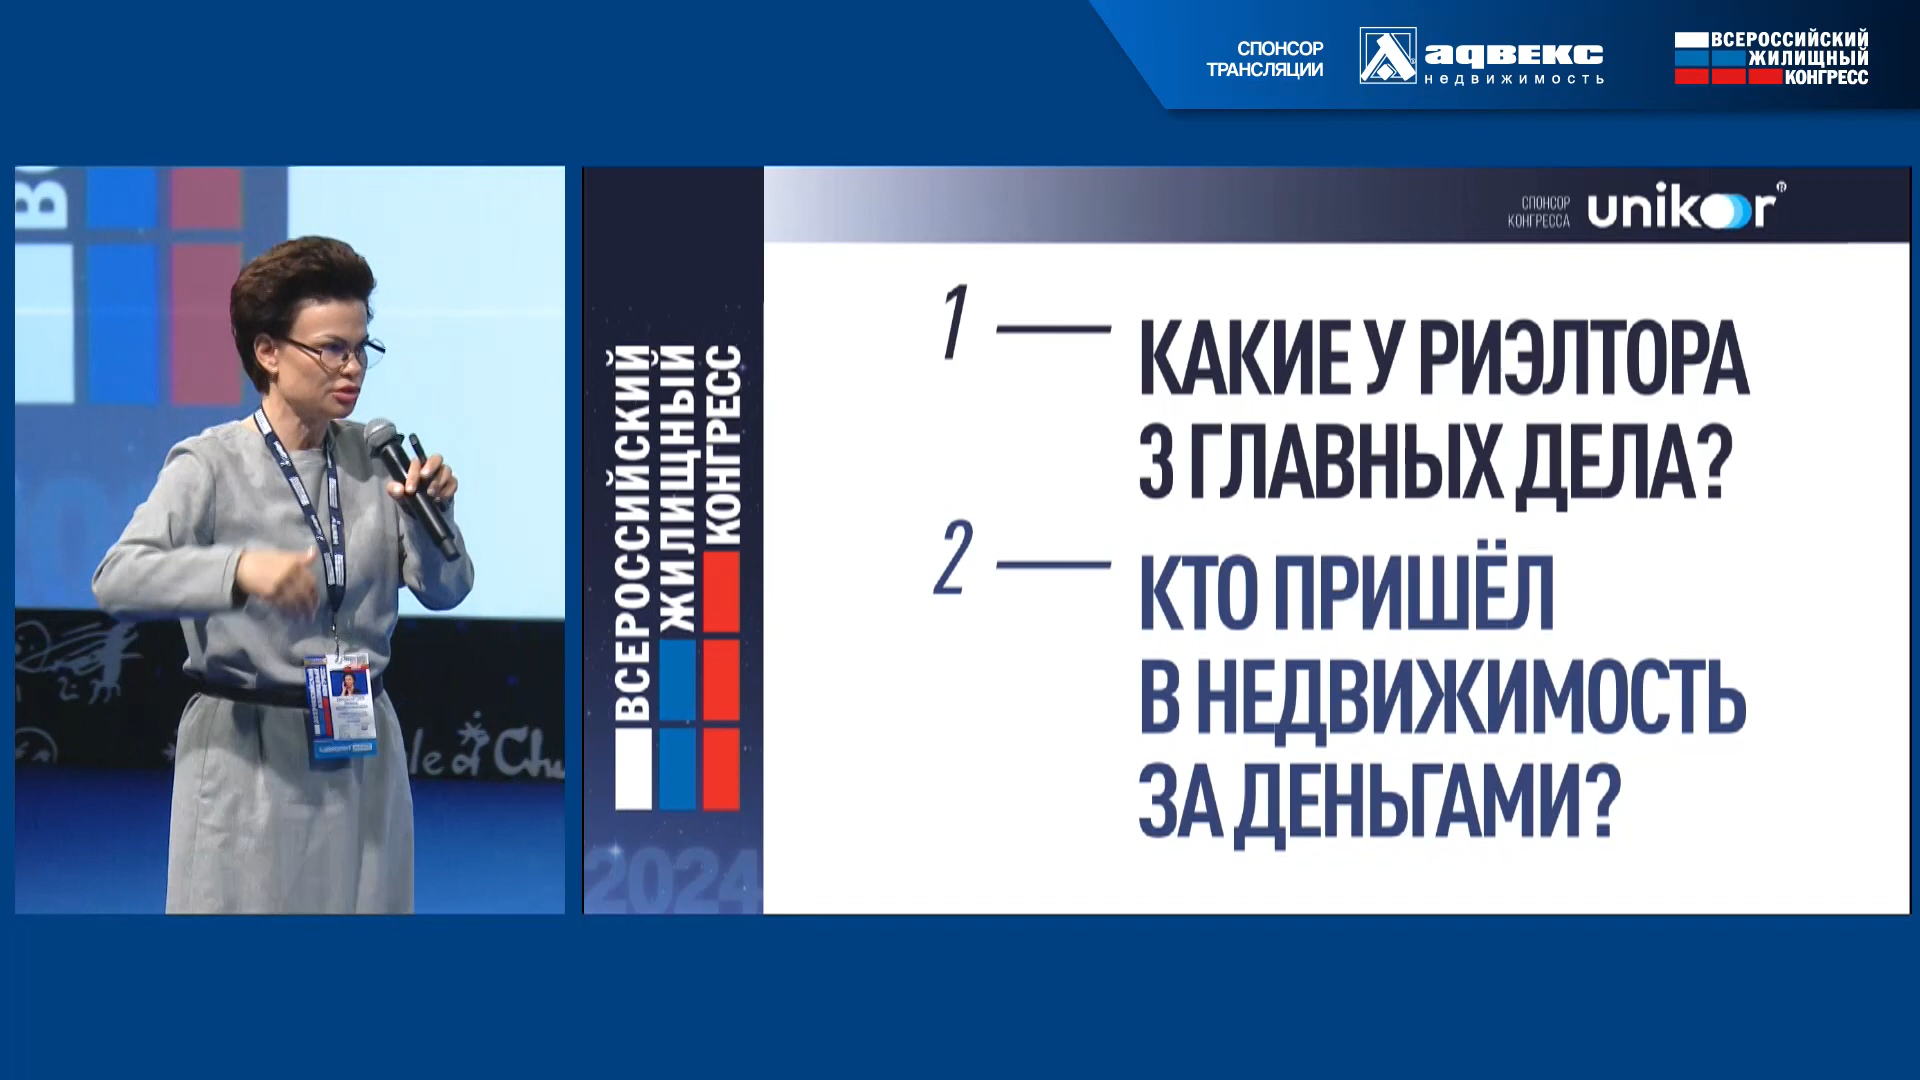 СПОНСОР
ТРАНСЛЯЦИИ
адвекс
недвижимость
ВСЕРОССИЙСКИЙ
ЖИЛИЩНЫЙ
КОНГРЕСС
ВСЕРОССИЙСКИЙ
ЖИЛИЩНЫЙ
КОНГРЕСС
2024
СПОНСОР
КОНГРЕССА
unikor®
1
КАКИЕ У РИЭЛТОРА
3 ГЛАВНЫХ ДЕЛА?
2
КТО ПРИШЁЛ
В НЕДВИЖИМОСТЬ
ЗА ДЕНЬГАМИ?